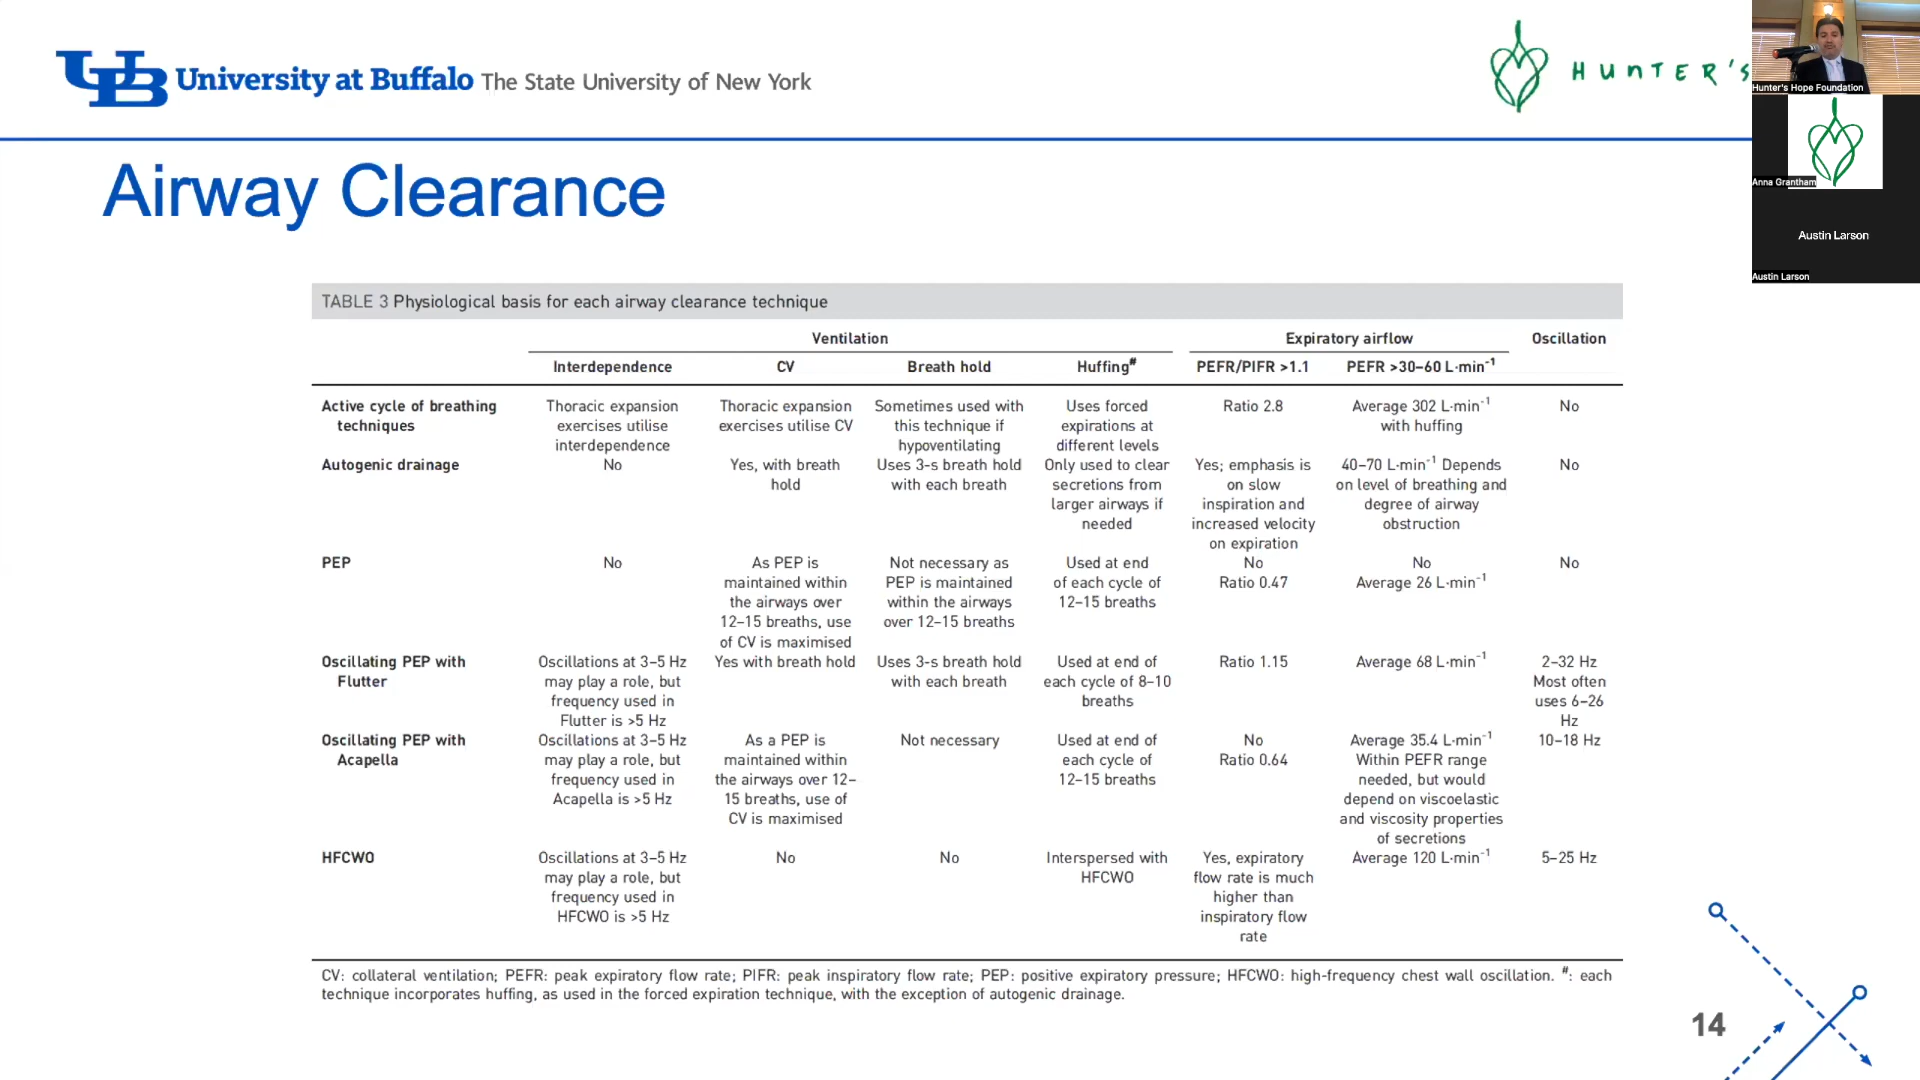 UB University at Buffalo The State University of New York
HUNTER'S
Hunter's Hope Foundation
Anna Grantham
Austin Larson
Austin Larson
Airway Clearance
TABLE 3 Physiological basis for each airway clearance technique
Ventilation Expiratory airflow Oscillation
Interdependence CV Breath hold Huffing# PEFR/PIFR >1.1 PEFR >30–60 L·min⁻¹
Active cycle of breathing Thoracic expansion Thoracic expansion Sometimes used with Uses forced Ratio 2.8 Average 302 L·min⁻¹ No
techniques exercises utilise exercises utilise CV this technique if expirations at with huffing
interdependence hypoventilating different levels
Autogenic drainage No Yes, with breath Uses 3-s breath hold Only used to clear Yes; emphasis is 40–70 L·min⁻¹ Depends No
hold with each breath secretions from on slow on level of breathing and
larger airways if inspiration and degree of airway
needed increased velocity obstruction
on expiration
PEP No As PEP is Not necessary as Used at end No No No
maintained within PEP is maintained of each cycle of Ratio 0.47 Average 26 L·min⁻¹
the airways over within the airways 12–15 breaths
12–15 breaths, use over 12–15 breaths
of CV is maximised
Oscillating PEP with Oscillations at 3–5 Hz Yes with breath hold Uses 3-s breath hold Used at end of Ratio 1.15 Average 68 L·min⁻¹ 2–32 Hz
Flutter may play a role, but with each breath each cycle of 8–10 Most often
frequency used in breaths uses 6–26
Flutter is >5 Hz Hz
Oscillating PEP with Oscillations at 3–5 Hz As a PEP is Not necessary Used at end of No Average 35.4 L·min⁻¹ 10–18 Hz
Acapella may play a role, but maintained within each cycle of Ratio 0.64 Within PEFR range
frequency used in the airways over 12– 12–15 breaths needed, but would
Acapella is >5 Hz 15 breaths, use of depend on viscoelastic
CV is maximised and viscosity properties
of secretions
HFCWO Oscillations at 3–5 Hz No No Interspersed with Yes, expiratory Average 120 L·min⁻¹ 5–25 Hz
may play a role, but HFCWO flow rate is much
frequency used in higher than
HFCWO is >5 Hz inspiratory flow
rate
CV: collateral ventilation; PEFR: peak expiratory flow rate; PIFR: peak inspiratory flow rate; PEP: positive expiratory pressure; HFCWO: high-frequency chest wall oscillation. #: each
technique incorporates huffing, as used in the forced expiration technique, with the exception of autogenic drainage.
14